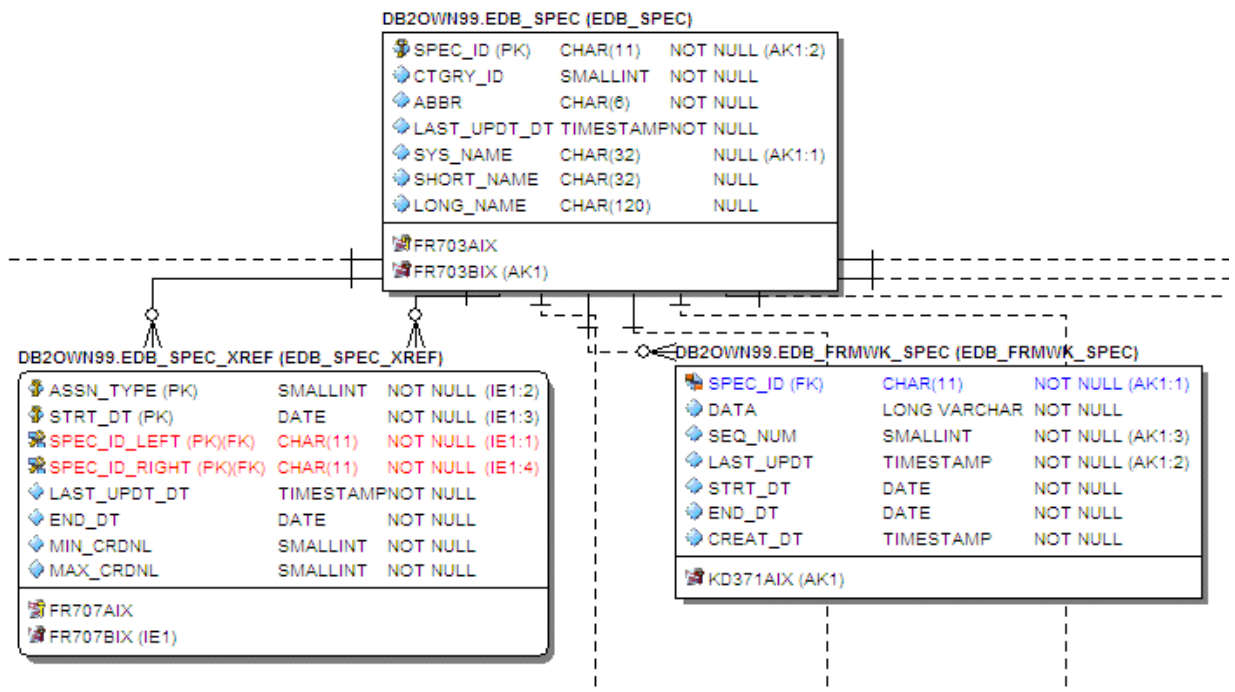 DB2OWN99.EDB_SPEC (EDB_SPEC)
SPEC_ID (PK) CHAR(11) NOT NULL (AK1:2)
CTGRY_ID SMALLINT NOT NULL
ABBR CHAR(6) NOT NULL
LAST_UPDT_DT TIMESTAMPNOT NULL
SYS_NAME CHAR(32) NULL (AK1:1)
SHORT_NAME CHAR(32) NULL
LONG_NAME CHAR(120) NULL
FR703AIX
FR703BIX (AK1)
DB2OWN99.EDB_SPEC_XREF (EDB_SPEC_XREF)
ASSN_TYPE (PK) SMALLINT NOT NULL (IE1:2)
STRT_DT (PK) DATE NOT NULL (IE1:3)
SPEC_ID_LEFT (PK)(FK) CHAR(11) NOT NULL (IE1:1)
SPEC_ID_RIGHT (PK)(FK) CHAR(11) NOT NULL (IE1:4)
LAST_UPDT_DT TIMESTAMPNOT NULL
END_DT DATE NOT NULL
MIN_CRDNL SMALLINT NOT NULL
MAX_CRDNL SMALLINT NOT NULL
FR707AIX
FR707BIX (IE1)
DB2OWN99.EDB_FRMWK_SPEC (EDB_FRMWK_SPEC)
SPEC_ID (FK) CHAR(11) NOT NULL (AK1:1)
DATA LONG VARCHAR NOT NULL
SEQ_NUM SMALLINT NOT NULL (AK1:3)
LAST_UPDT TIMESTAMP NOT NULL (AK1:2)
STRT_DT DATE NOT NULL
END_DT DATE NOT NULL
CREAT_DT TIMESTAMP NOT NULL
KD371AIX (AK1)